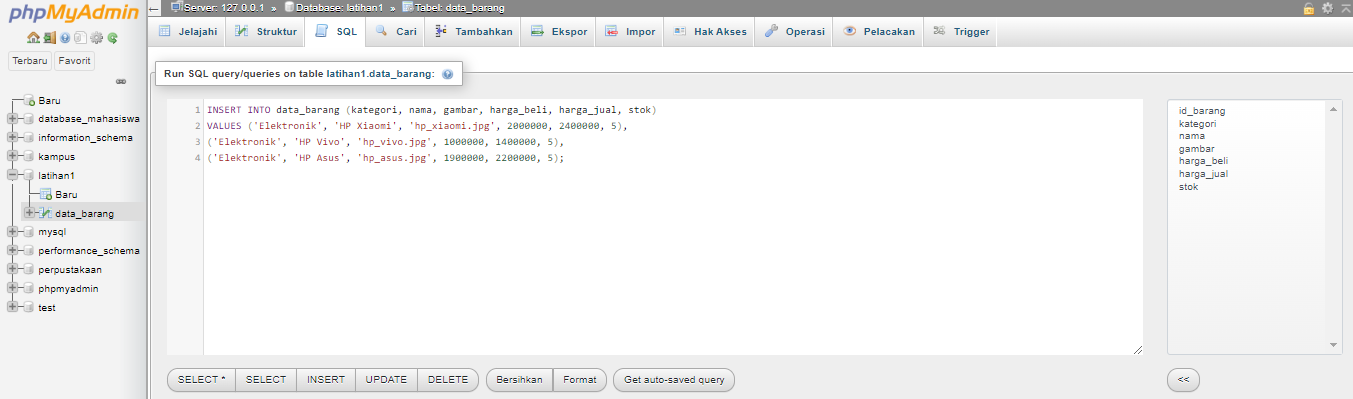 phpMyAdmin
Terbaru Favorit
Baru
database_mahasiswa
information_schema
kampus
latihan1
Baru
data_barang
mysql
performance_schema
perpustakaan
phpmyadmin
test
Server: 127.0.0.1 » Database: latihan1 » Tabel: data_barang
Jelajahi Struktur SQL Cari Tambahkan Ekspor Impor Hak Akses Operasi Pelacakan Trigger
Run SQL query/queries on table latihan1.data_barang:
1 INSERT INTO data_barang (kategori, nama, gambar, harga_beli, harga_jual, stok)
2 VALUES ('Elektronik', 'HP Xiaomi', 'hp_xiaomi.jpg', 2000000, 2400000, 5),
3 ('Elektronik', 'HP Vivo', 'hp_vivo.jpg', 1000000, 1400000, 5),
4 ('Elektronik', 'HP Asus', 'hp_asus.jpg', 1900000, 2200000, 5);
id_barang
kategori
nama
gambar
harga_beli
harga_jual
stok
SELECT * SELECT INSERT UPDATE DELETE Bersihkan Format Get auto-saved query <<